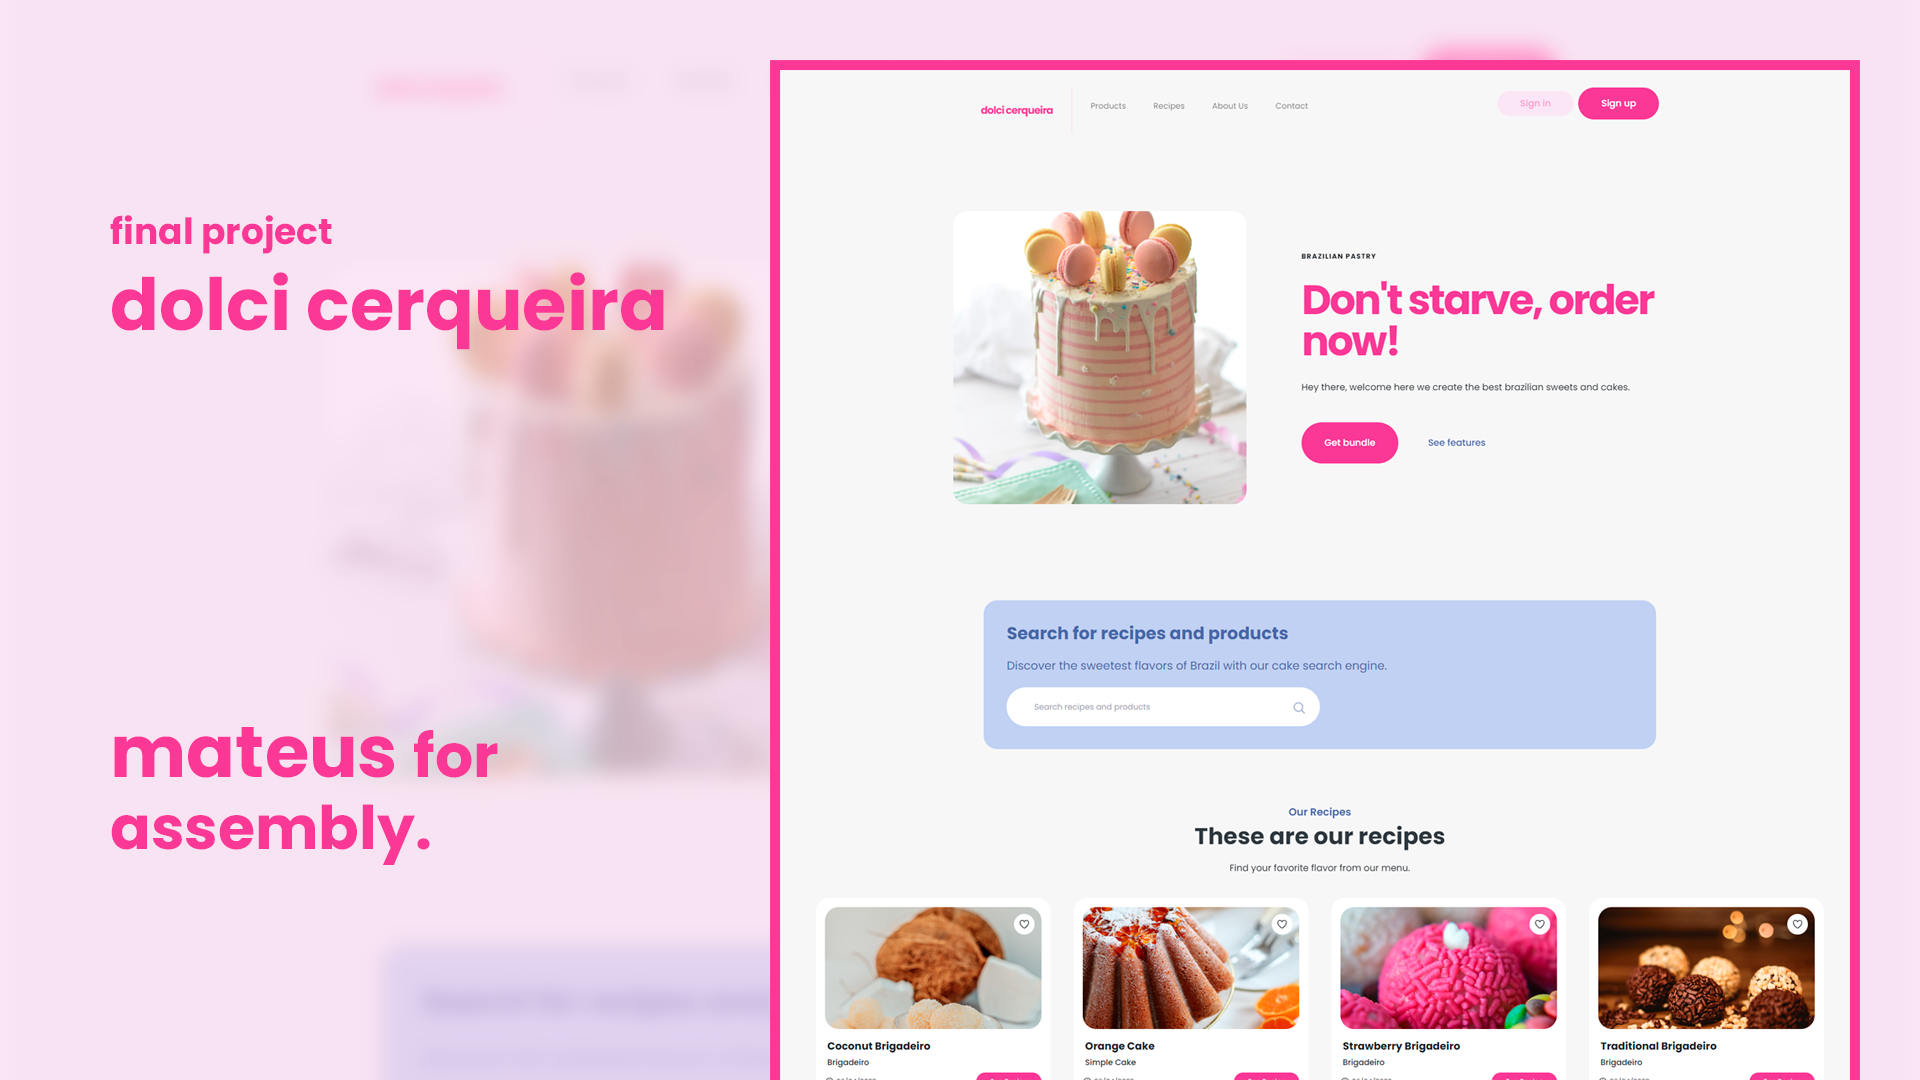 final project
dolci cerqueira
mateus for
assembly.
dolci cerqueira
Products
Recipes
About Us
Contact
Sign in
Sign up
BRAZILIAN PASTRY
Don't starve, order
now!
Hey there, welcome here we create the best brazilian sweets and cakes.
Get bundle
See features
Search for recipes and products
Discover the sweetest flavors of Brazil with our cake search engine.
Search recipes and products
Our Recipes
These are our recipes
Find your favorite flavor from our menu.
Coconut Brigadeiro
Brigadeiro
Orange Cake
Simple Cake
Strawberry Brigadeiro
Brigadeiro
Traditional Brigadeiro
Brigadeiro